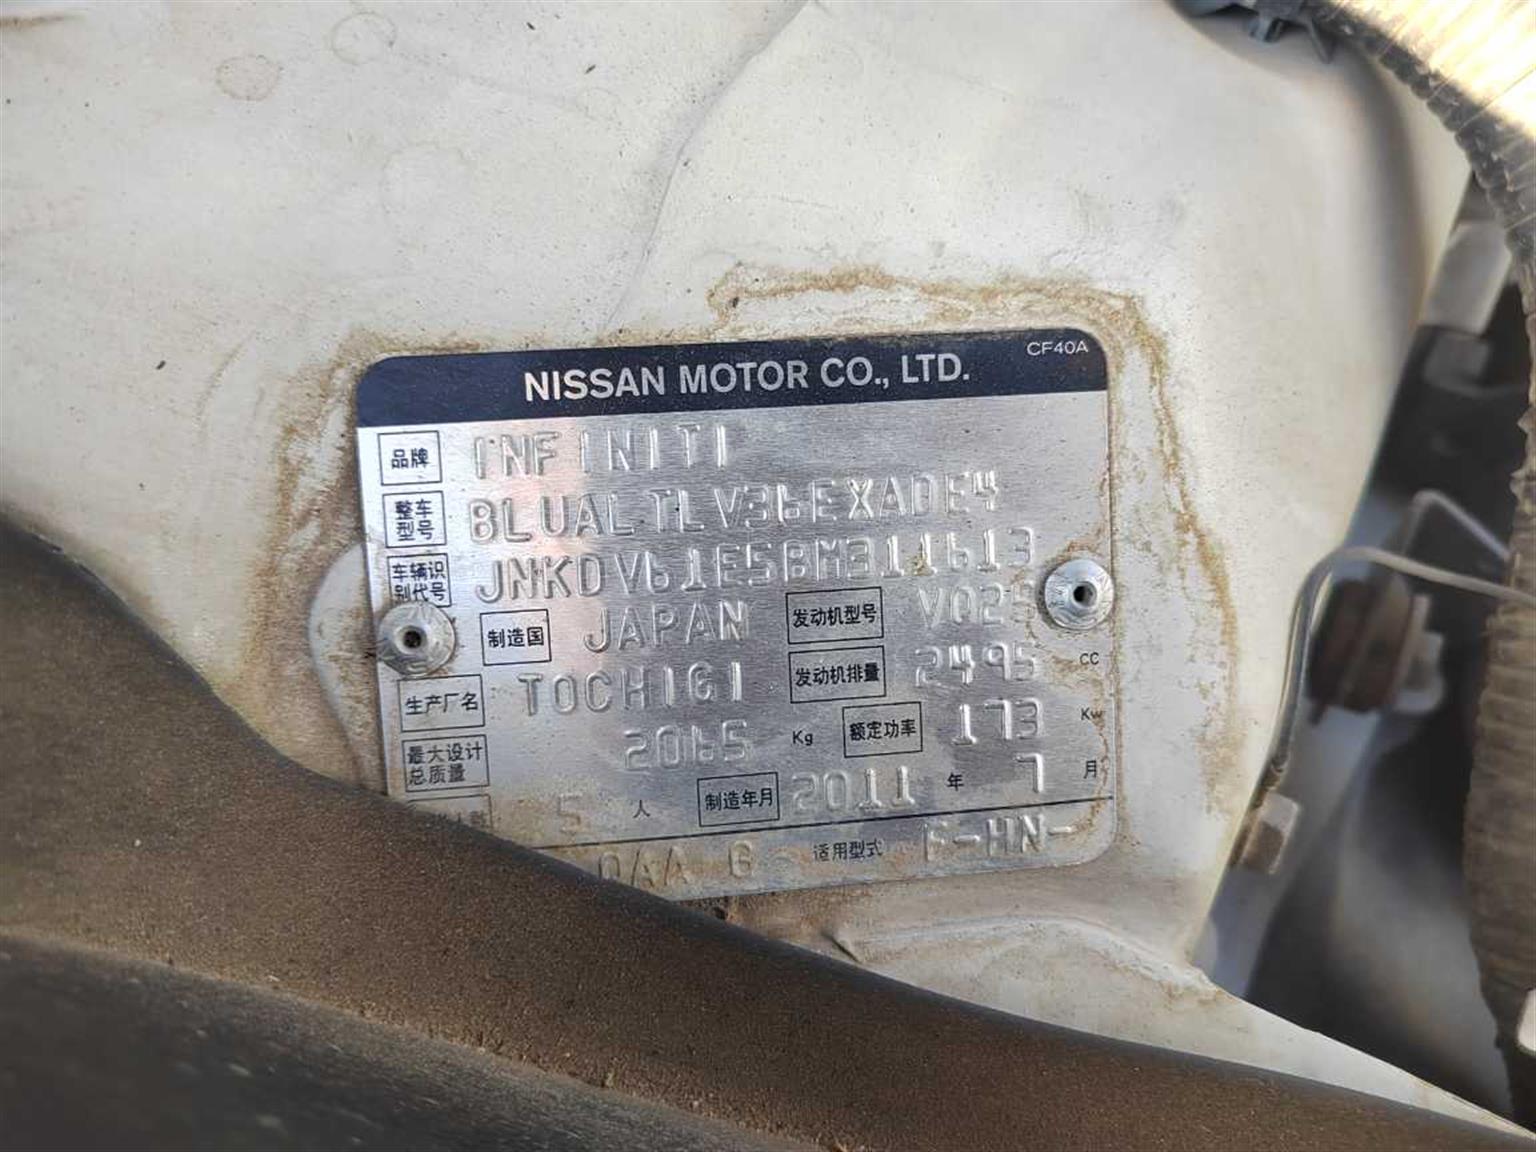 CF40A
NISSAN MOTOR CO., LTD.
品牌 INFINITI
整车型号 BLUALTLV36EXADE4
车辆识别代号 JNKDV61E5BM311613
制造国 JAPAN 发动机型号 VQ25
生产厂名 TOCHIGI 发动机排量 2495 CC
最大设计总质量 2065 Kg 额定功率 173 Kw
5 人 制造年月 2011 年 7 月
QAA G 适用型式 F-HN-